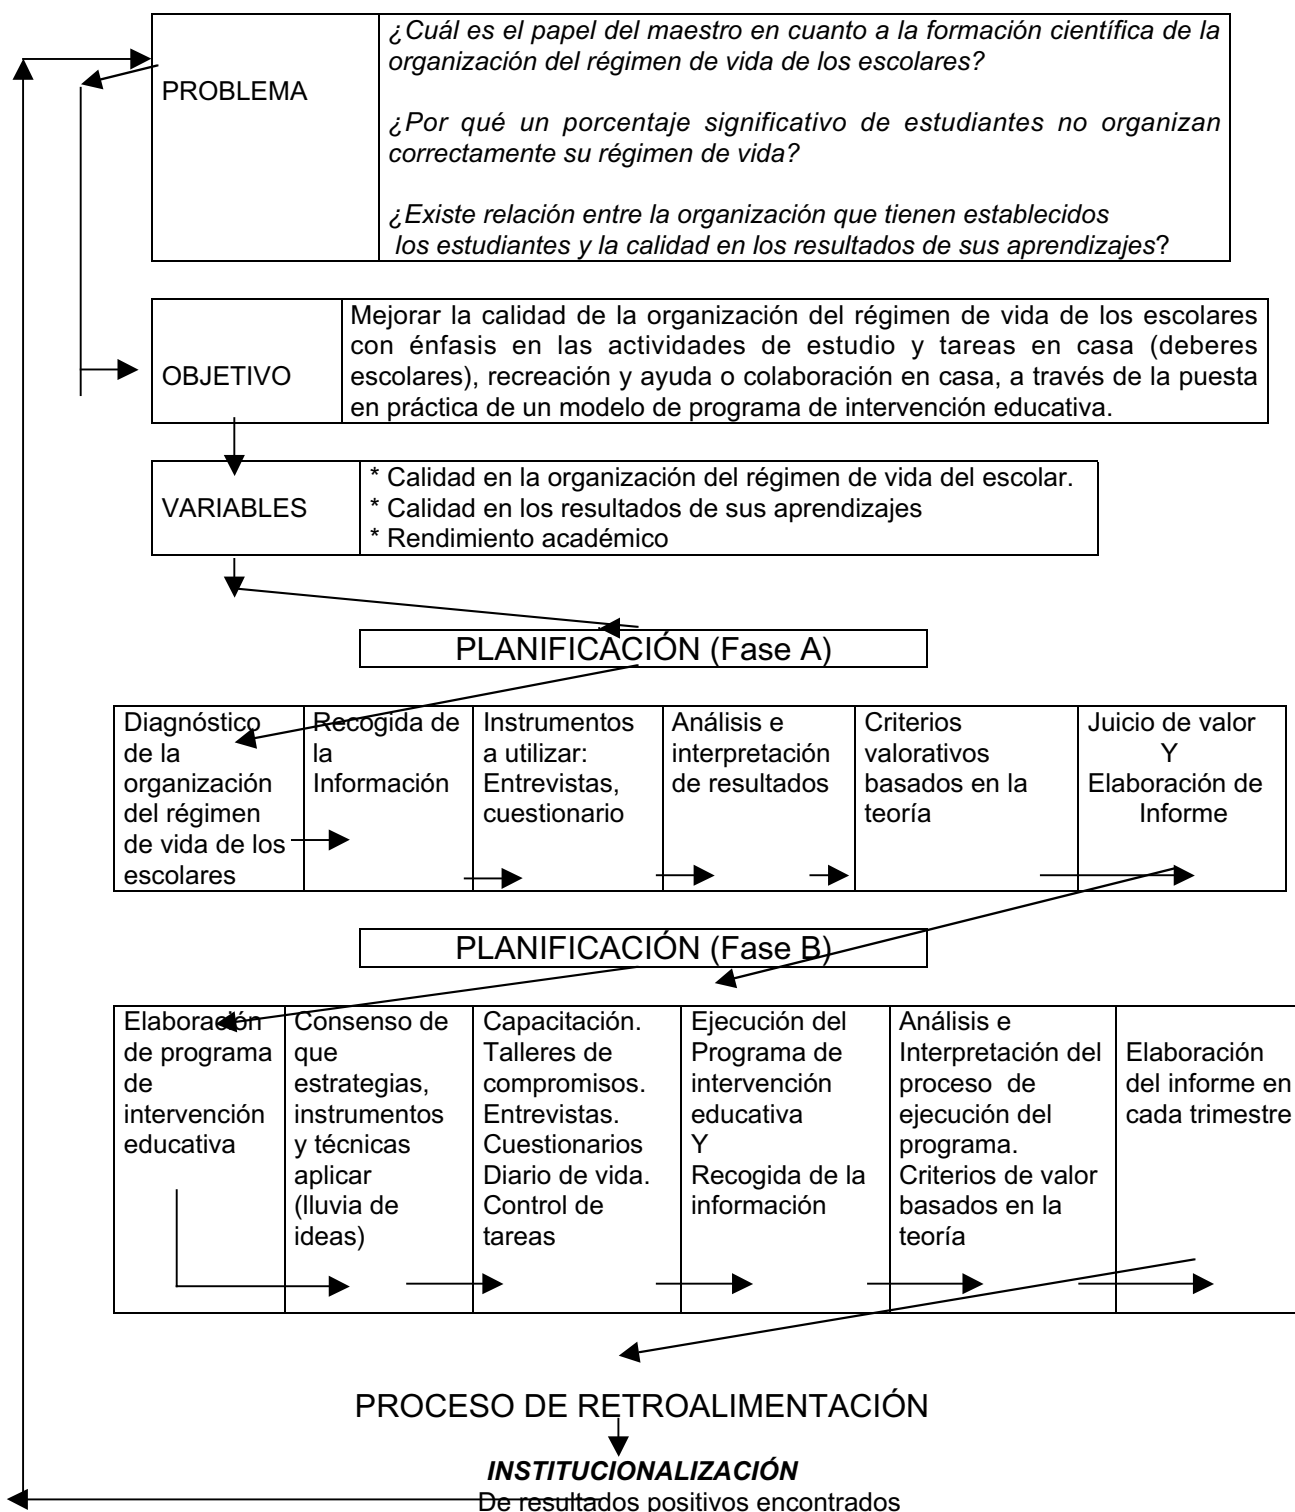 PROBLEMA
¿Cuál es el papel del maestro en cuanto a la formación científica de la
organización del régimen de vida de los escolares?
¿Por qué un porcentaje significativo de estudiantes no organizan
correctamente su régimen de vida?
¿Existe relación entre la organización que tienen establecidos
los estudiantes y la calidad en los resultados de sus aprendizajes?
OBJETIVO
Mejorar la calidad de la organización del régimen de vida de los escolares
con énfasis en las actividades de estudio y tareas en casa (deberes
escolares), recreación y ayuda o colaboración en casa, a través de la puesta
en práctica de un modelo de programa de intervención educativa.
VARIABLES
* Calidad en la organización del régimen de vida del escolar.
* Calidad en los resultados de sus aprendizajes
* Rendimiento académico
PLANIFICACIÓN (Fase A)
Diagnóstico
de la
organización
del régimen
de vida de los
escolares
Recogida de
la
Información
Instrumentos
a utilizar:
Entrevistas,
cuestionario
Análisis e
interpretación
de resultados
Criterios
valorativos
basados en la
teoría
Juicio de valor
Y
Elaboración de
Informe
PLANIFICACIÓN (Fase B)
Elaboración
de programa
de
intervención
educativa
Consenso de
que
estrategias,
instrumentos
y técnicas
aplicar
(lluvia de
ideas)
Capacitación.
Talleres de
compromisos.
Entrevistas.
Cuestionarios
Diario de vida.
Control de
tareas
Ejecución del
Programa de
intervención
educativa
Y
Recogida de la
información
Análisis e
Interpretación del
proceso de
ejecución del
programa.
Criterios de valor
basados en la
teoría
Elaboración
del informe en
cada trimestre
PROCESO DE RETROALIMENTACIÓN
INSTITUCIONALIZACIÓN
De resultados positivos encontrados